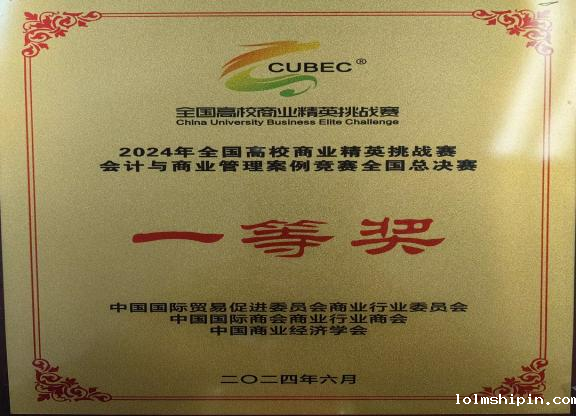 CUBEC®
全国高校商业精英挑战赛
China University Business Elite Challenge
2024年全国高校商业精英挑战赛
会计与商业管理案例竞赛全国总决赛
一等奖
中国国际贸易促进委员会商业行业委员会
中国国际商会商业行业商会
中国商业经济学会
二〇二四年六月
lolmshipin.com